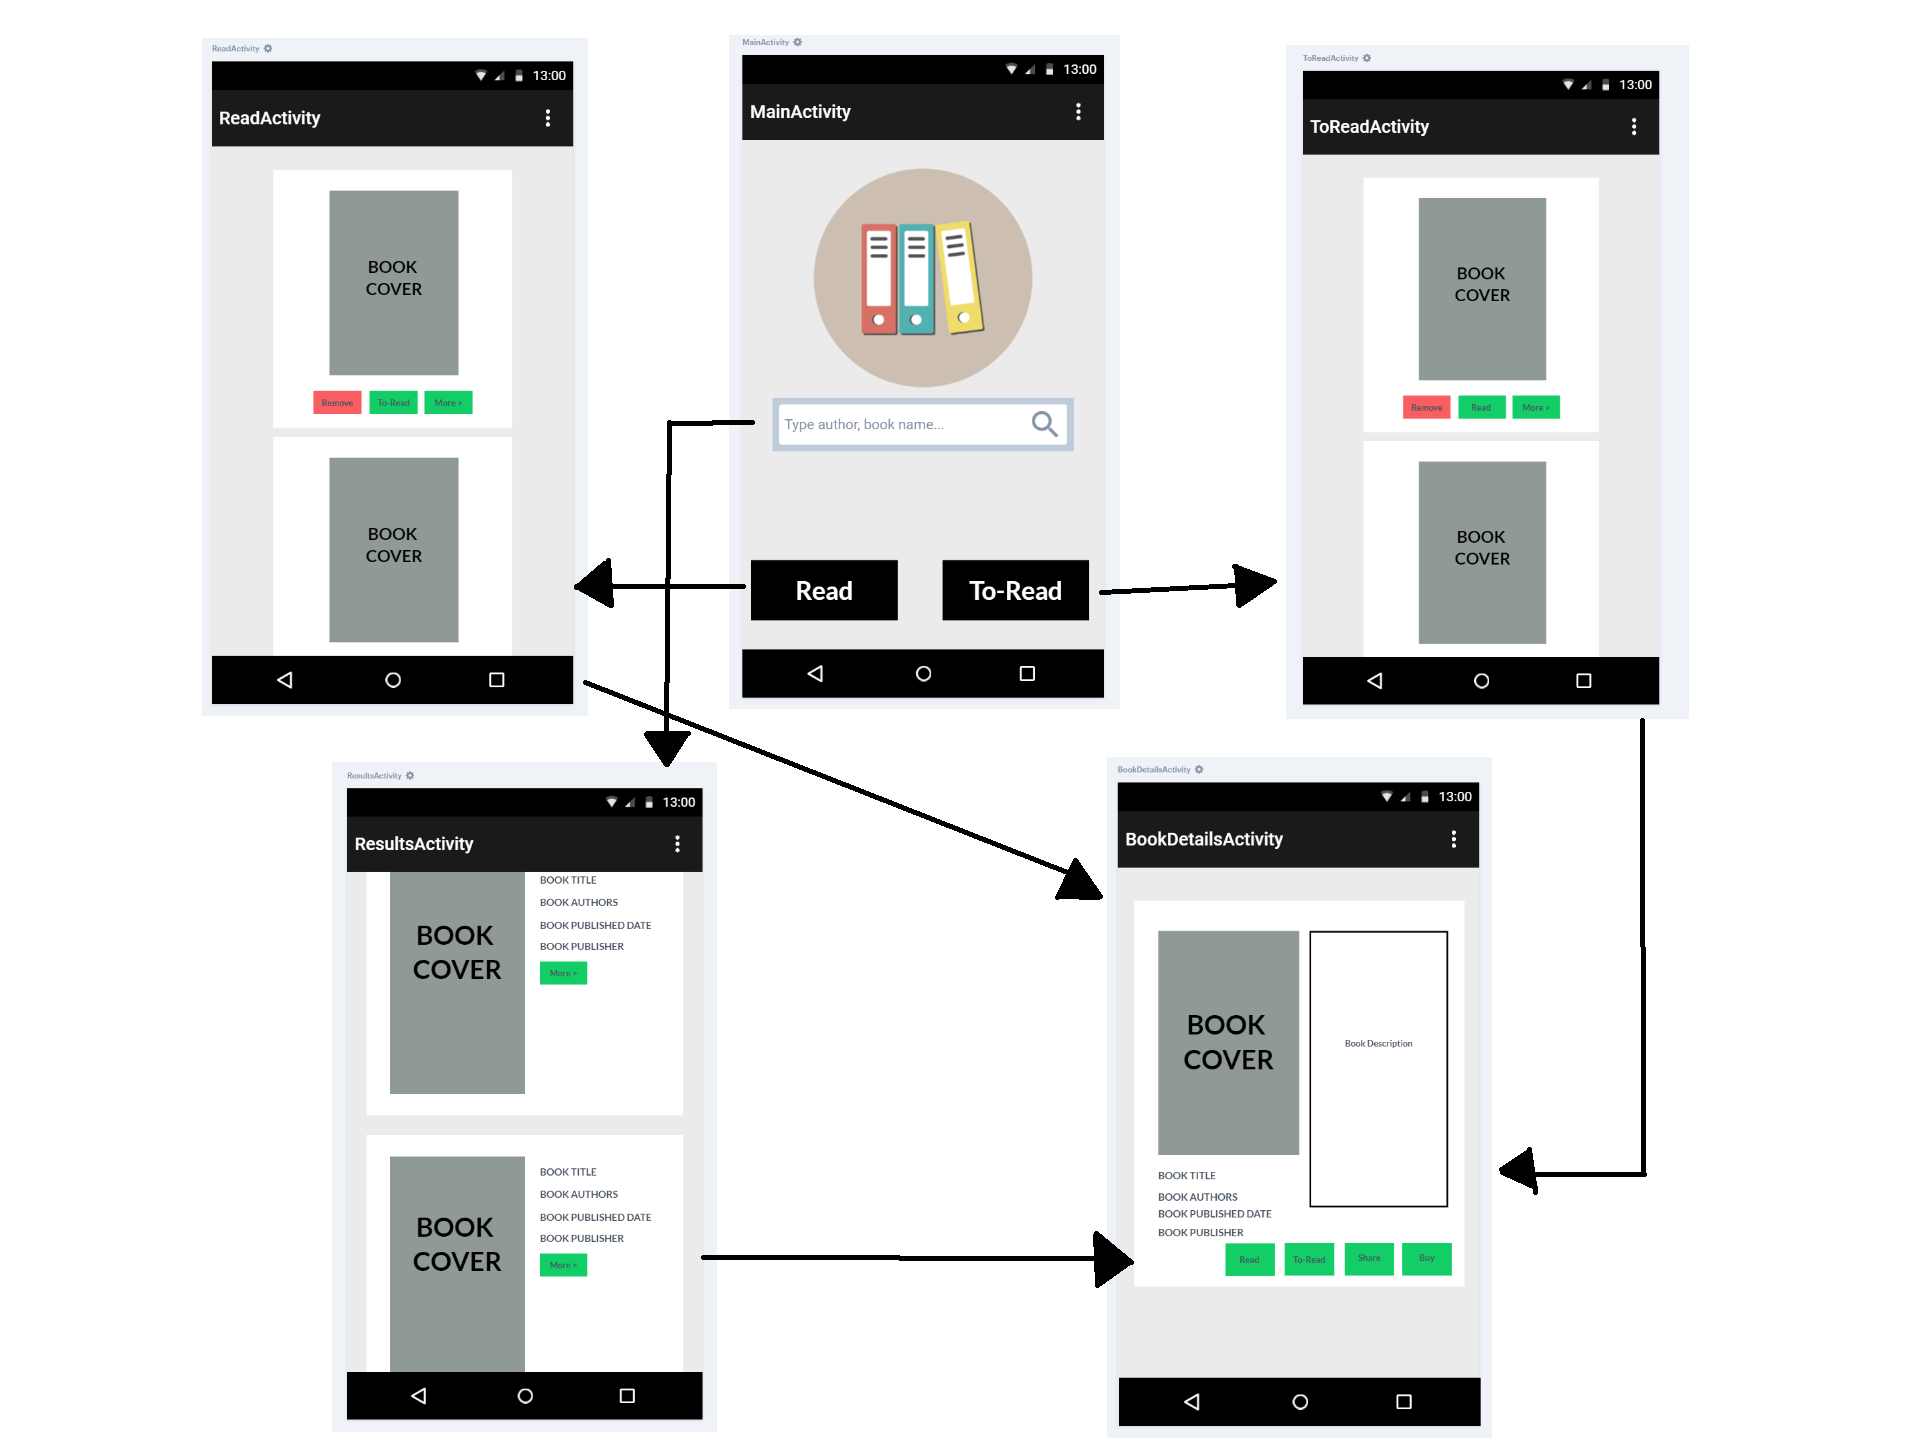 ReadActivity
13:00
ReadActivity
BOOK
COVER
Remove To-Read More >
BOOK
COVER
MainActivity
13:00
MainActivity
Type author, book name...
Read To-Read
ToReadActivity
13:00
ToReadActivity
BOOK
COVER
Remove Read More >
BOOK
COVER
ResultsActivity
13:00
ResultsActivity
BOOK
COVER
BOOK TITLE
BOOK AUTHORS
BOOK PUBLISHED DATE
BOOK PUBLISHER
More >
BOOK
COVER
BOOK TITLE
BOOK AUTHORS
BOOK PUBLISHED DATE
BOOK PUBLISHER
More >
BookDetailsActivity
13:00
BookDetailsActivity
BOOK
COVER
Book Description
BOOK TITLE
BOOK AUTHORS
BOOK PUBLISHED DATE
BOOK PUBLISHER
Read To-Read Share Buy